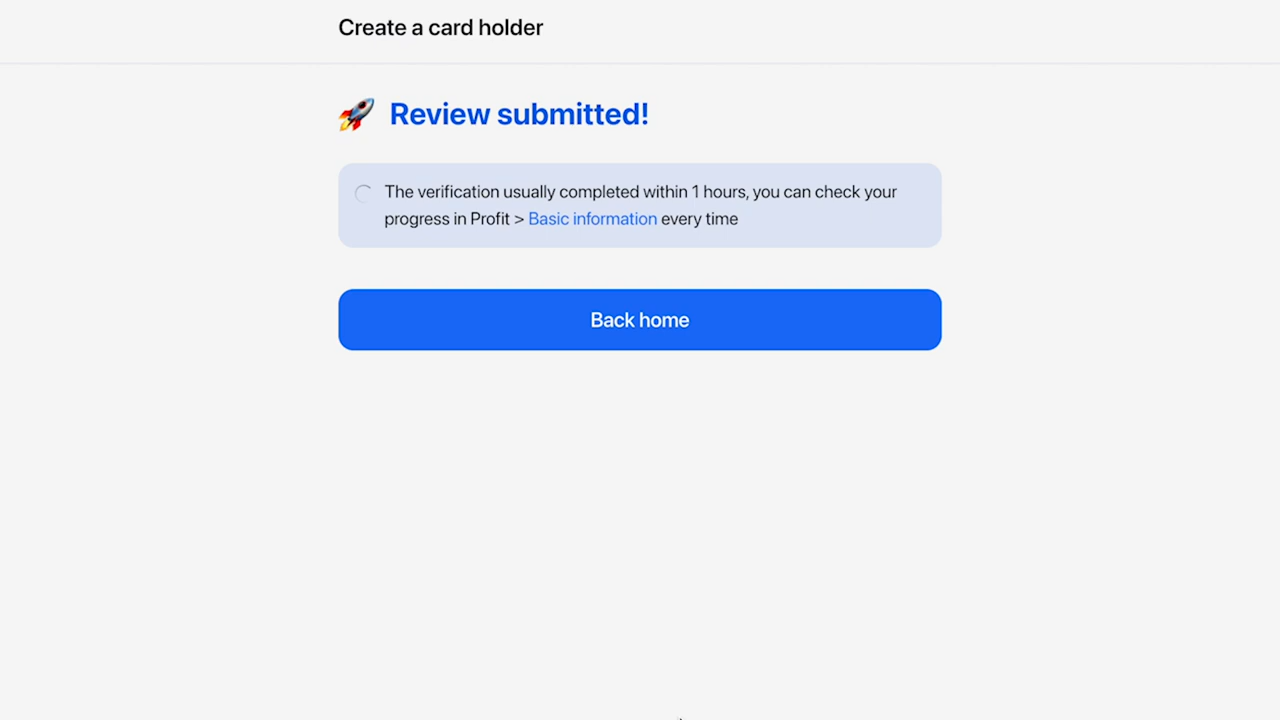 Create a card holder
Review submitted!
The verification usually completed within 1 hours, you can check your
progress in Profit > Basic information every time
Back home